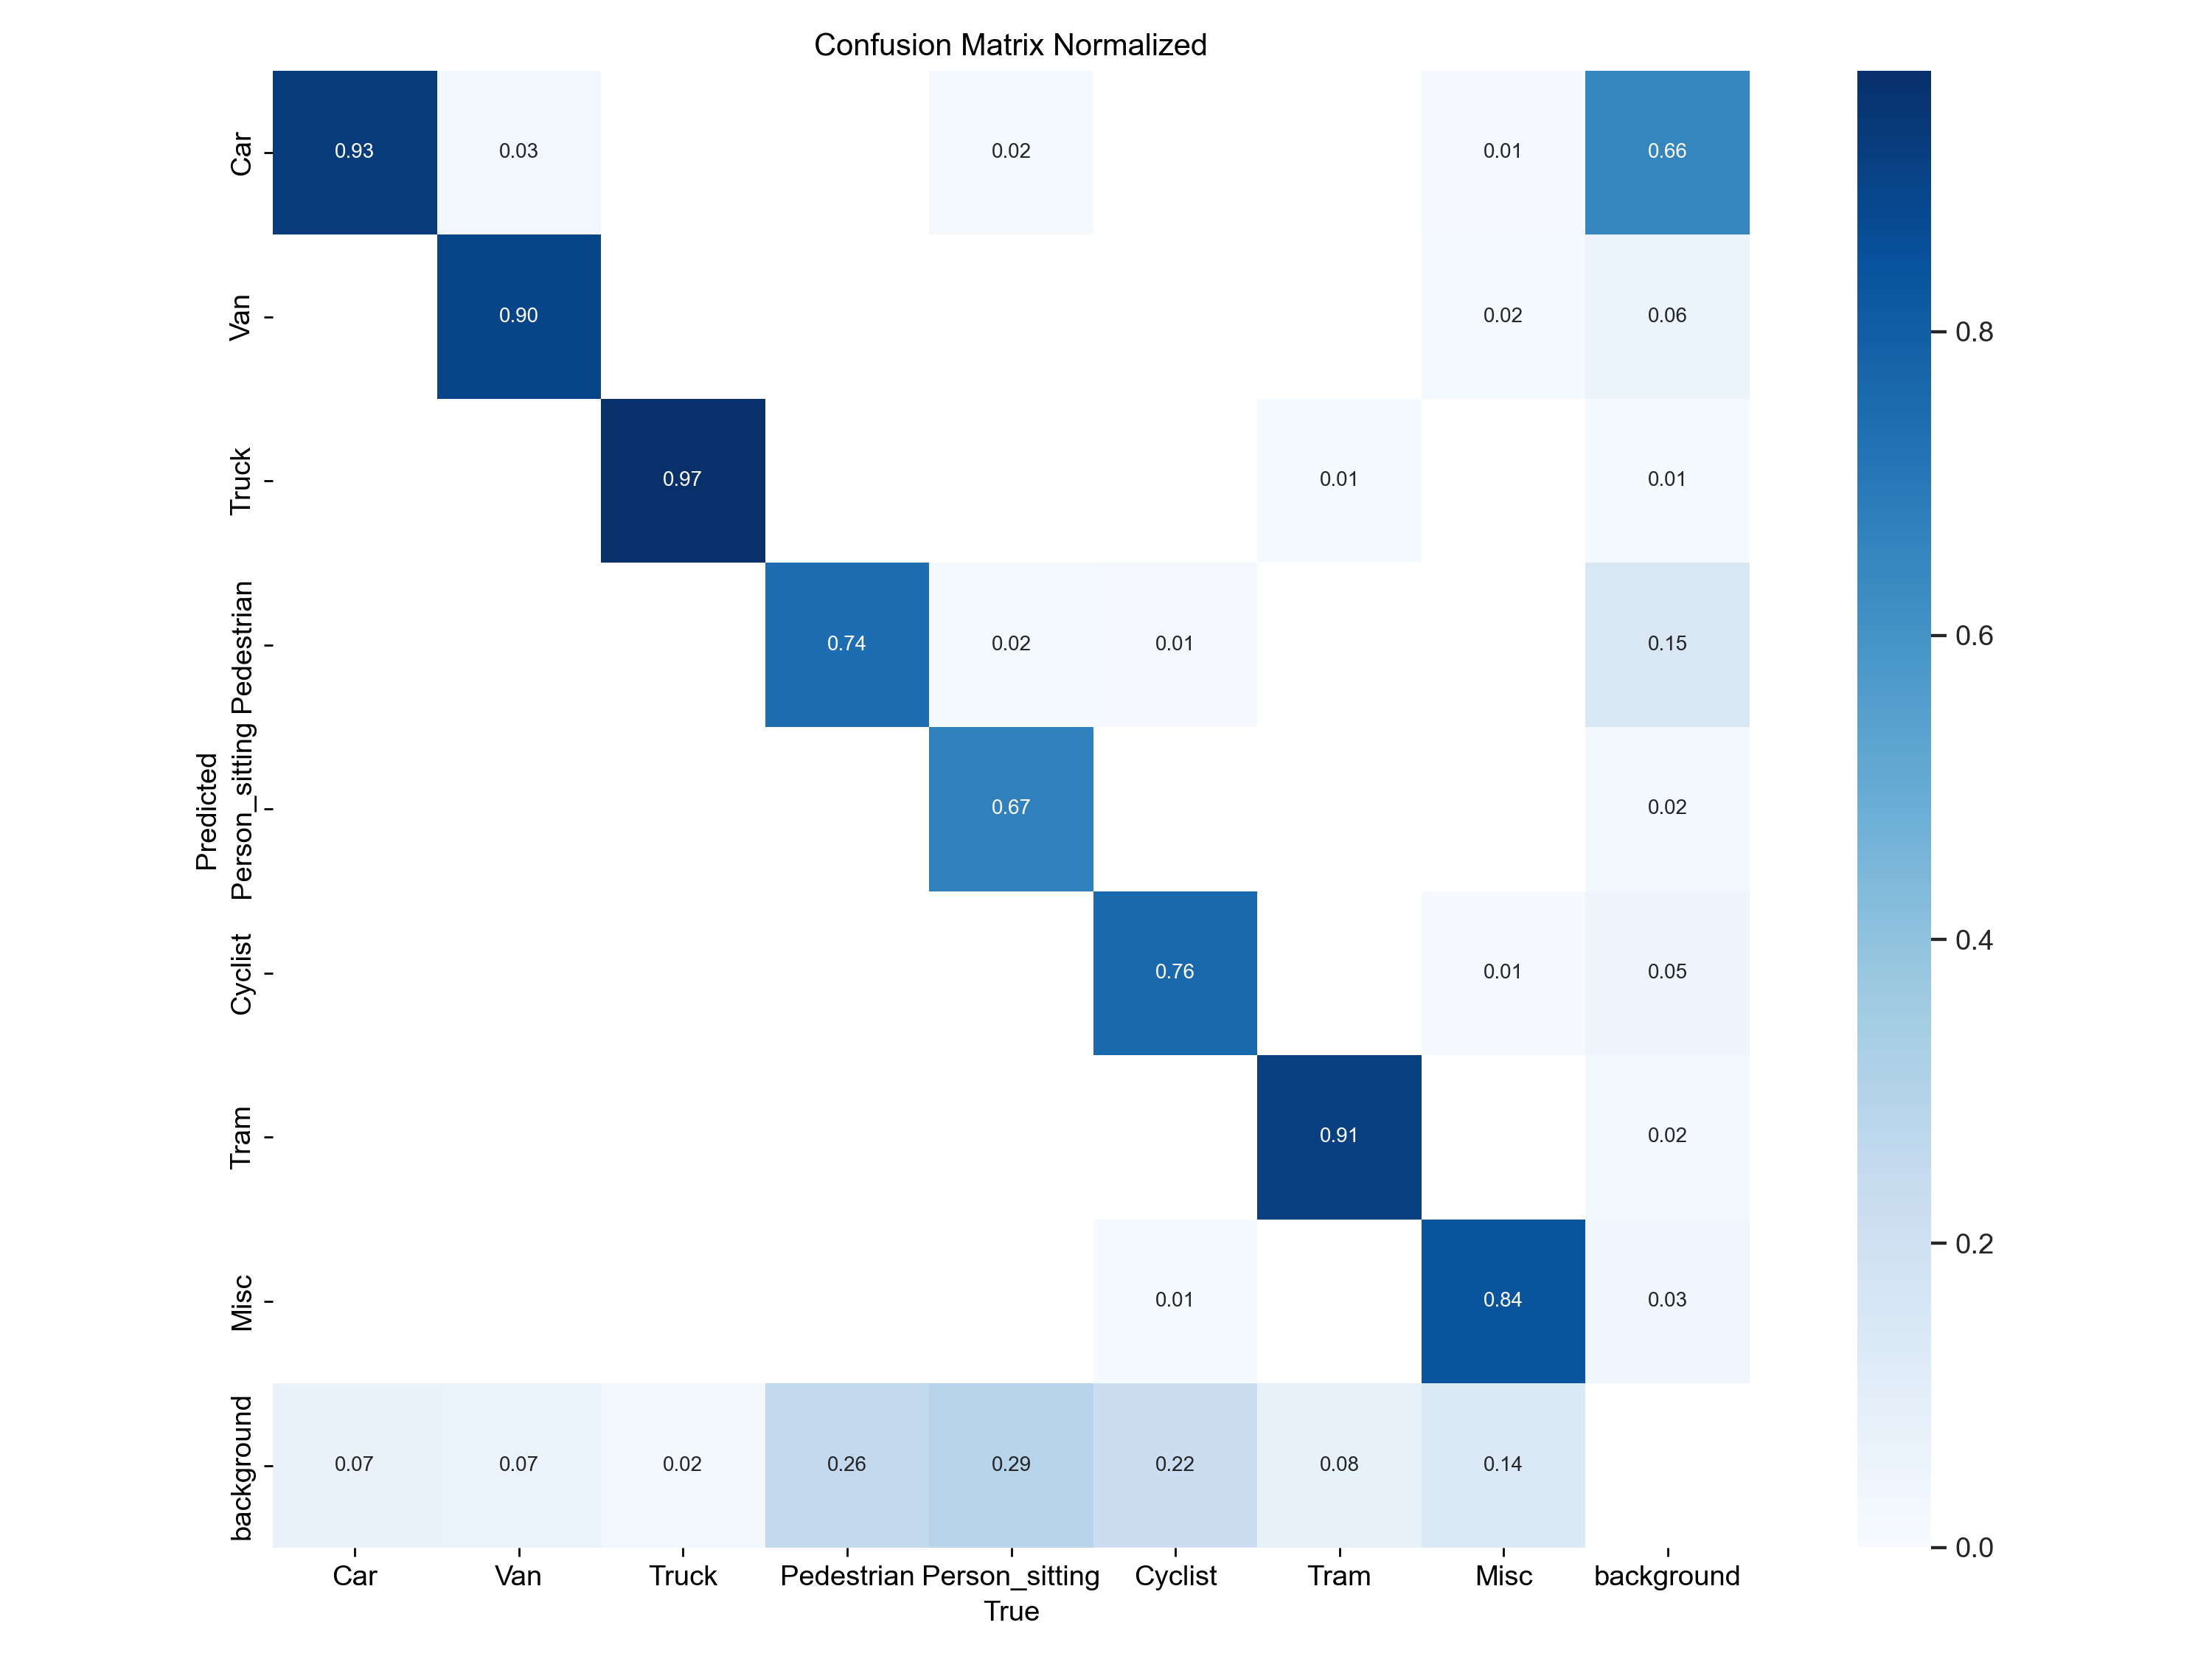 Confusion Matrix Normalized
Car
0.93
0.03
0.02
0.01
0.66
Van
0.90
0.02
0.06
0.8
Truck
0.97
0.01
0.01
0.6
Pedestrian
0.74
0.02
0.01
0.15
Predicted
Person_sitting
0.67
0.02
Cyclist
0.76
0.01
0.05
0.4
Tram
0.91
0.02
0.2
Misc
0.01
0.84
0.03
background
0.07
0.07
0.02
0.26
0.29
0.22
0.08
0.14
0.0
Car
Van
Truck
Pedestrian
Person_sitting
Cyclist
Tram
Misc
background
True